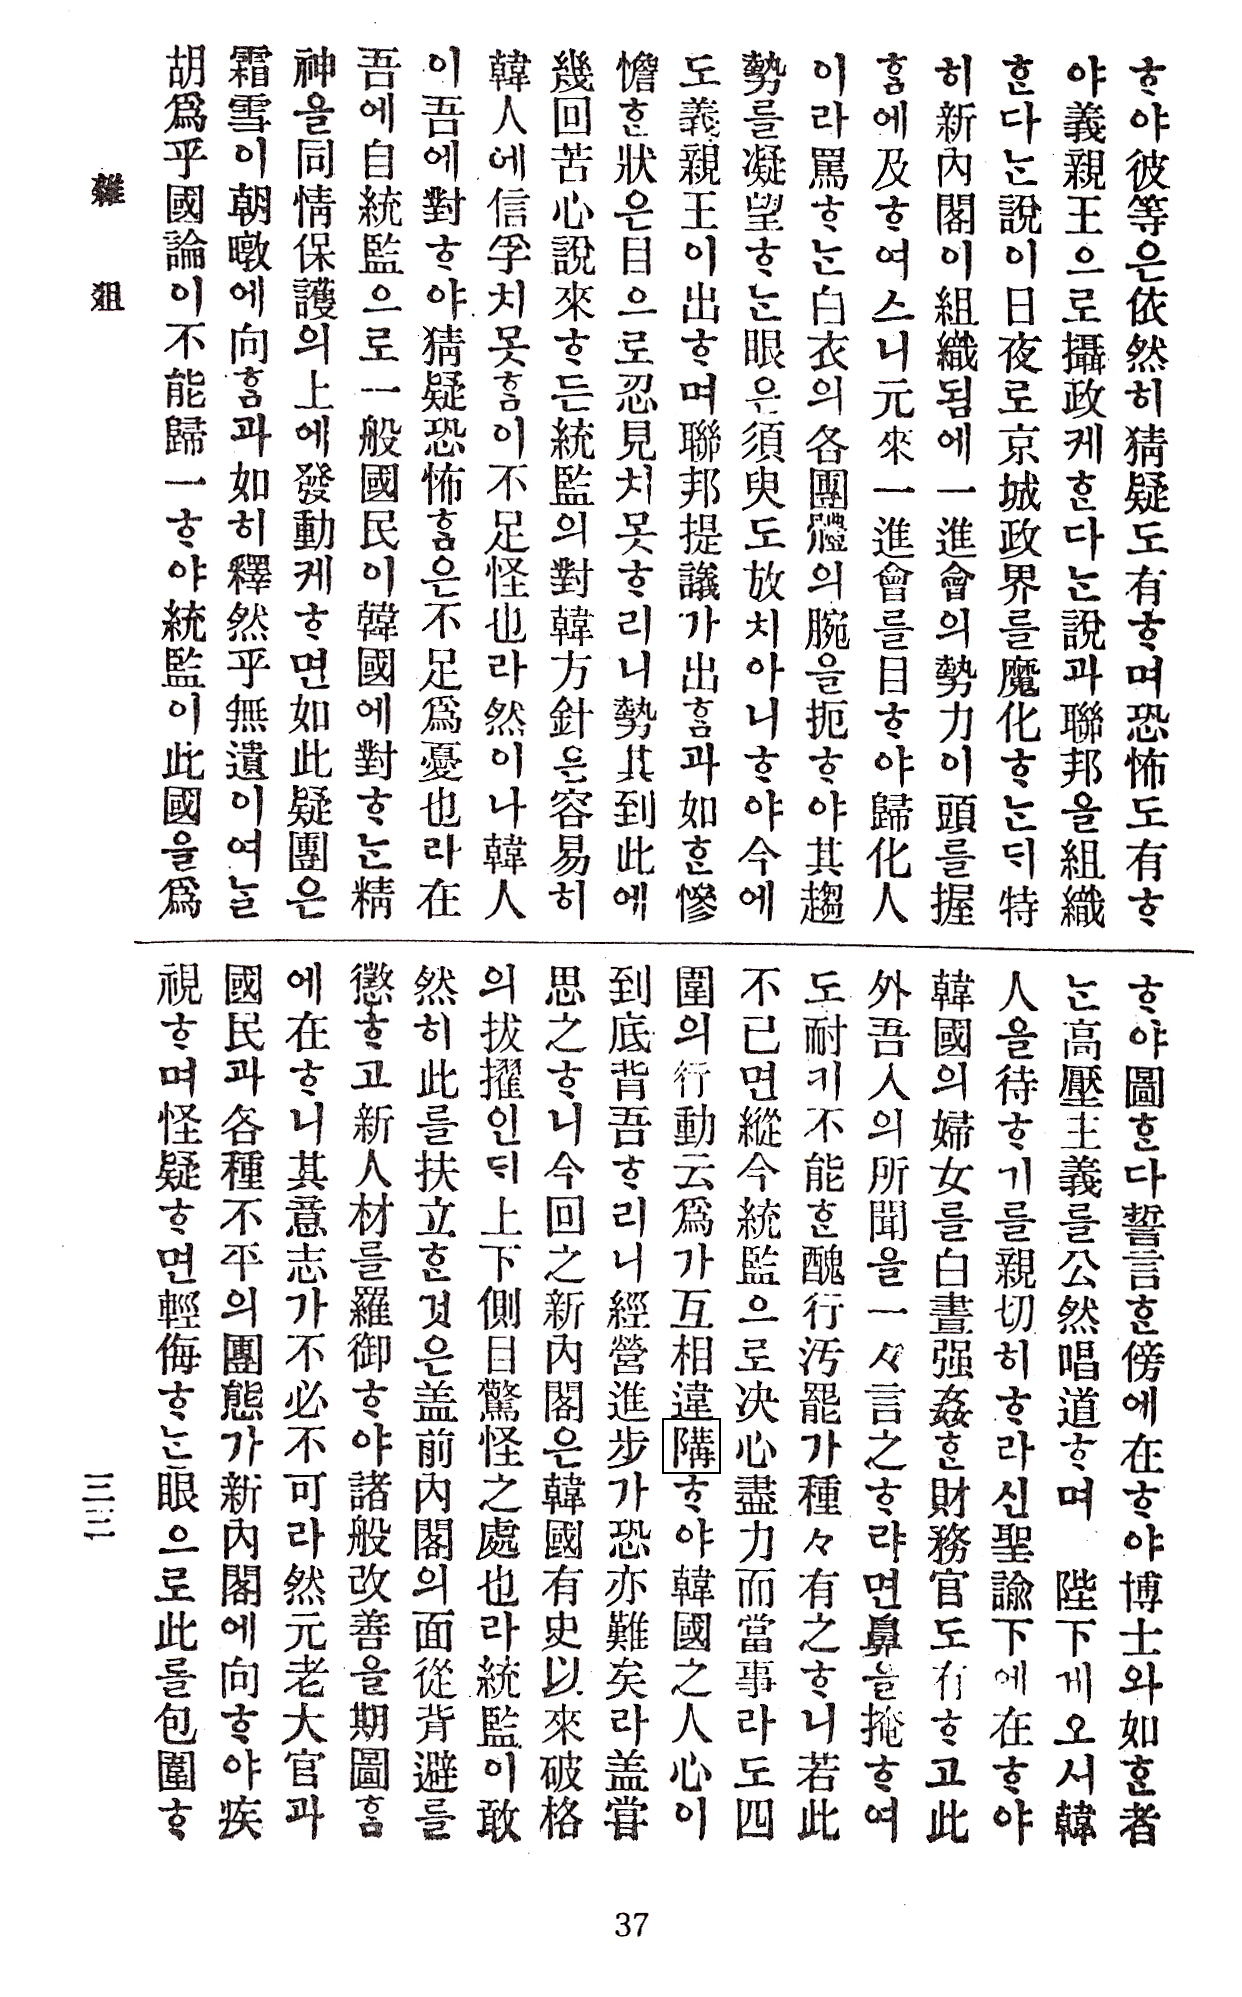 ᄒᆞ야彼等은依然히猜疑도有ᄒᆞ며恐怖도有ᄒᆞ
야義親王으로攝政케ᄒᆞᆫ다ᄂᆞᆫ說과聯邦을組織
ᄒᆞᆫ다ᄂᆞᆫ說이日夜로京城政界를魔化ᄒᆞᄂᆞᆫᄃᆡ特
히新內閣이組織됨에一進會의勢力이頭를握
ᄒᆞᆷ에及ᄒᆞ여스니元來一進會를目ᄒᆞ야歸化人
이라罵ᄒᆞᄂᆞᆫ白衣의各團體의腕을扼ᄒᆞ야其趨
勢를凝望ᄒᆞᄂᆞᆫ眼은須臾도放치아니ᄒᆞ야今에
도義親王이出ᄒᆞ며聯邦提議가出ᄒᆞᆷ과如ᄒᆞᆫ慘
憺ᄒᆞᆫ狀은目으로忍見치못ᄒᆞ리니勢其到此에
幾回苦心說來ᄒᆞ든統監의對韓方針은容易히
韓人에信孚치못ᄒᆞᆷ이不足怪也라然이나韓人
이吾에對ᄒᆞ야猜疑恐怖ᄒᆞᆷ은不足爲憂也라在
吾에自統監으로一般國民이韓國에對ᄒᆞᄂᆞᆫ精
神을同情保護의上에發動케ᄒᆞ면如此疑團은
霜雪이朝暾에向ᄒᆞᆷ과如히釋然乎無遺이여ᄂᆞᆯ
胡爲乎國論이不能歸一ᄒᆞ야統監이此國을爲
ᄒᆞ야圖ᄒᆞᆫ다誓言ᄒᆞᆫ傍에在ᄒᆞ야博士와如ᄒᆞᆫ者
ᄂᆞᆫ高壓主義를公然唱道ᄒᆞ며 陛下게오서韓
人을待ᄒᆞ기를親切히ᄒᆞ라신聖諭下에在ᄒᆞ야
韓國의婦女를白晝强姦ᄒᆞᆫ財務官도有ᄒᆞ고此
外吾人의所聞을一々言之ᄒᆞ랴면鼻를掩ᄒᆞ여
도耐키不能ᄒᆞᆫ醜行汚罷가種々有之ᄒᆞ니若此
不已면縱今統監으로決心盡力而當事라도四
圍의行動云爲가互相違隣ᄒᆞ야韓國之人心이
到底背吾ᄒᆞ리니經營進步가恐亦難矣라盖甞
思之ᄒᆞ니今回之新內閣은韓國有史以來破格
의拔擢인ᄃᆡ上下側目驚怪之處也라統監이敢
然히此를扶立ᄒᆞᆫ것은盖前內閣의面從背避를
懲ᄒᆞ고新人材를羅御ᄒᆞ야諸般改善을期圖ᄒᆞᆷ
에在ᄒᆞ니其意志가不必不可라然元老大官과
國民과各種不平의團態가新內閣에向ᄒᆞ야疾
視ᄒᆞ며怪疑ᄒᆞ면輕侮ᄒᆞᄂᆞᆫ眼으로此를包圍ᄒᆞ
雜 爼
三三
37